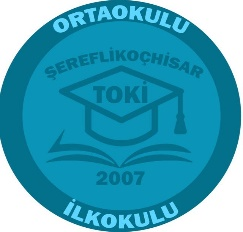 ORTAOKULU
ŞEREFLİKOÇHİSAR
TOKİ
2007
İLKOKULU